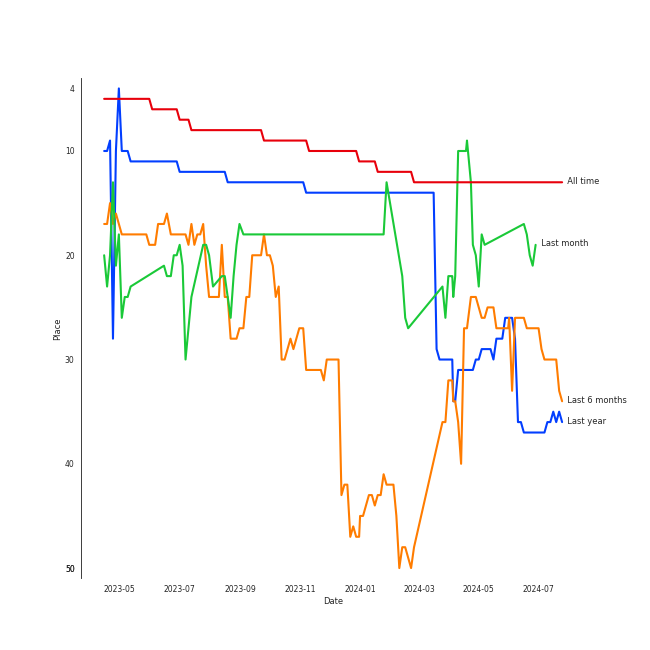 4
10
20
30
40
50
Place
2023-05
2023-07
2023-09
2023-11
2024-01
2024-03
2024-05
2024-07
Date
All time
Last month
Last 6 months
Last year